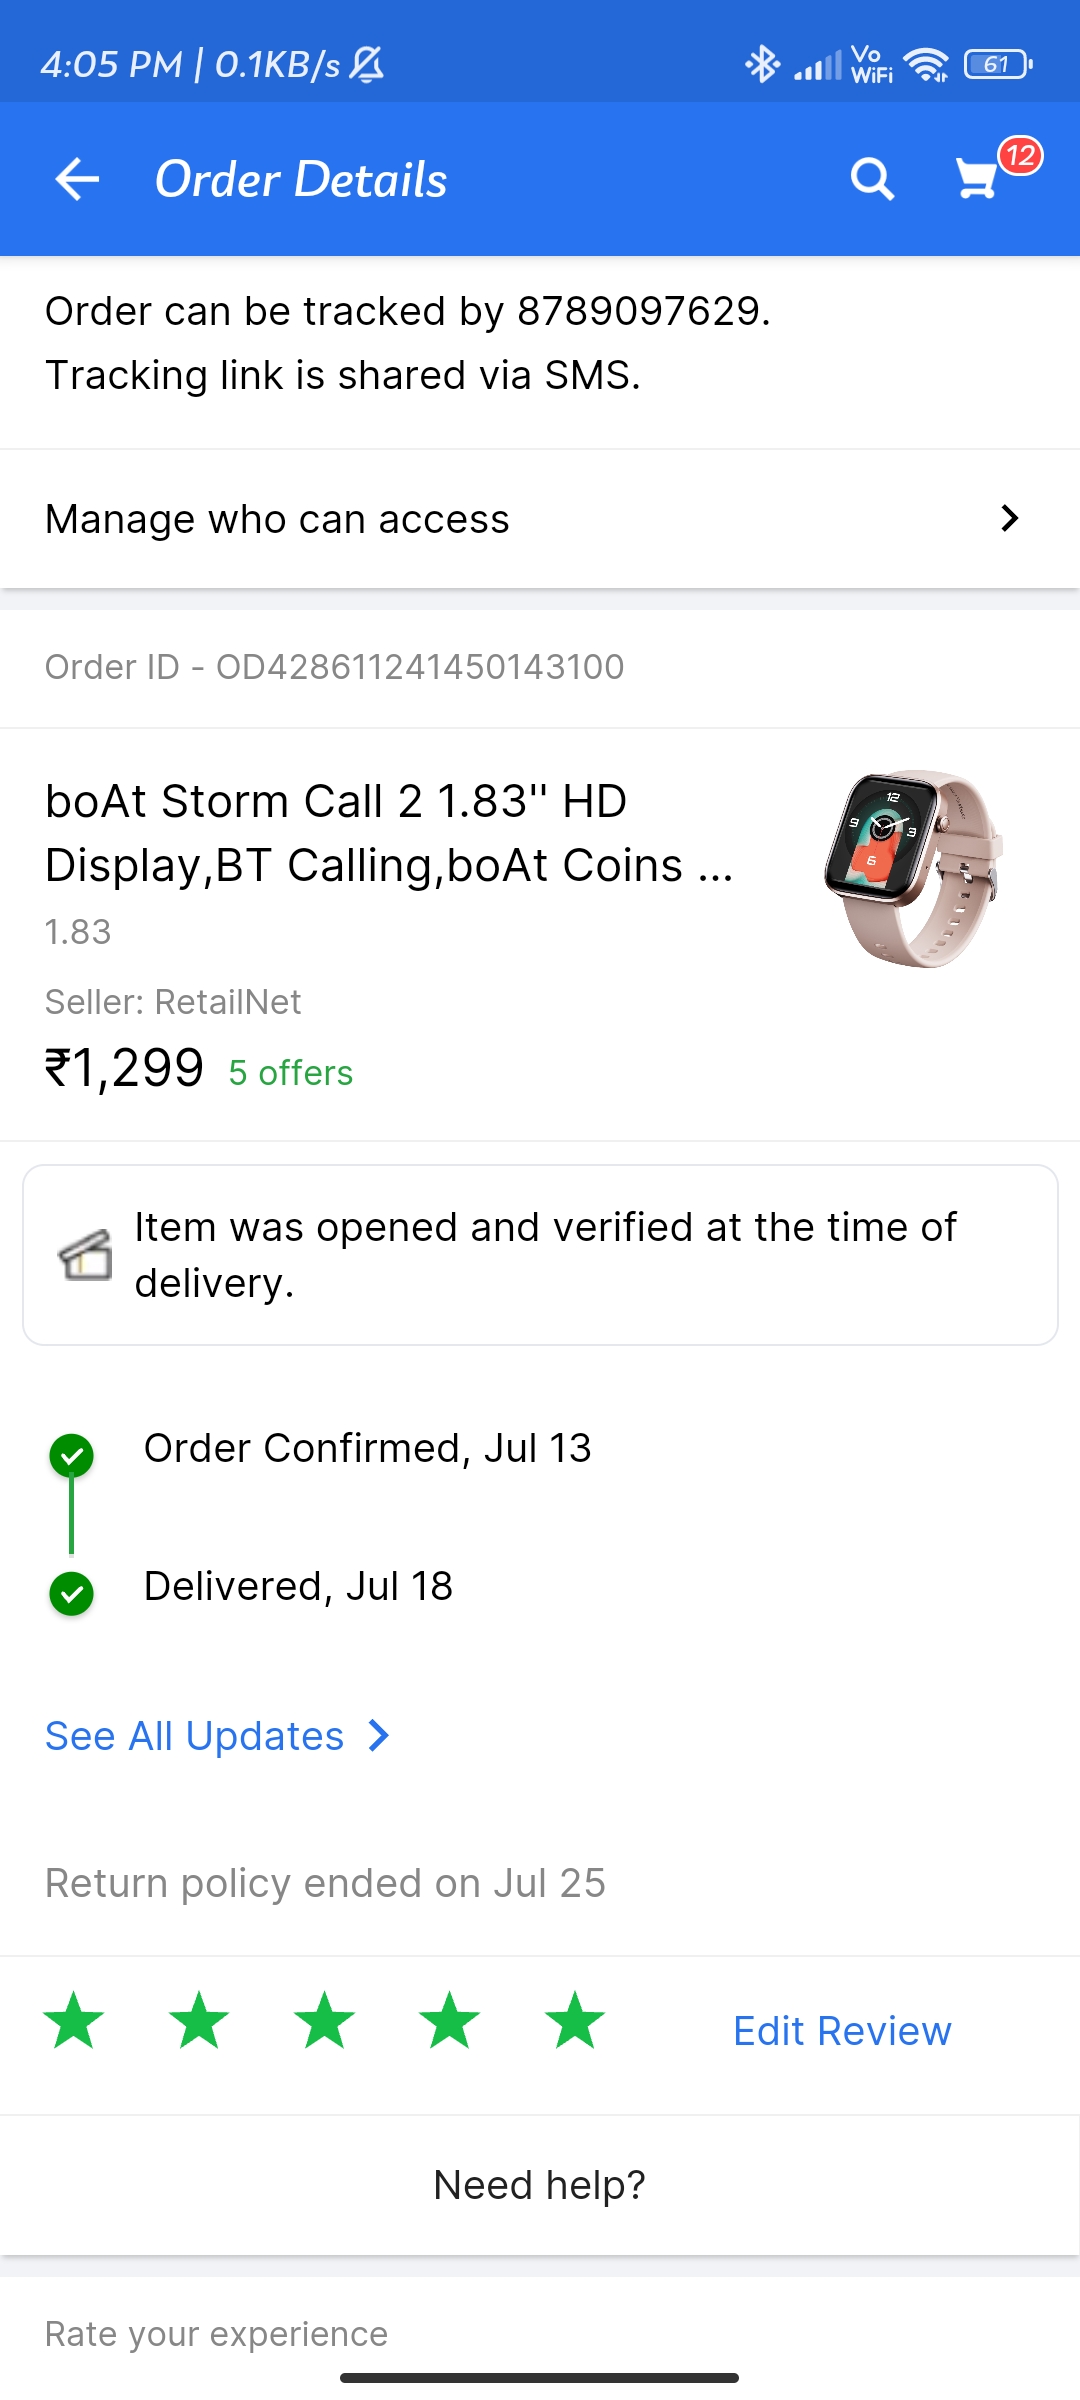 4:05 PM | 0.1KB/s
Vo
WiFi
61
Order Details
12
Order can be tracked by 8789097629.
Tracking link is shared via SMS.
Manage who can access
Order ID - OD428611241450143100
boAt Storm Call 2 1.83" HD
Display,BT Calling,boAt Coins ...
12
9
3
6
1.83
Seller: RetailNet
₹1,299 5 offers
Item was opened and verified at the time of
delivery.
Order Confirmed, Jul 13
Delivered, Jul 18
See All Updates
Return policy ended on Jul 25
Edit Review
Need help?
Rate your experience